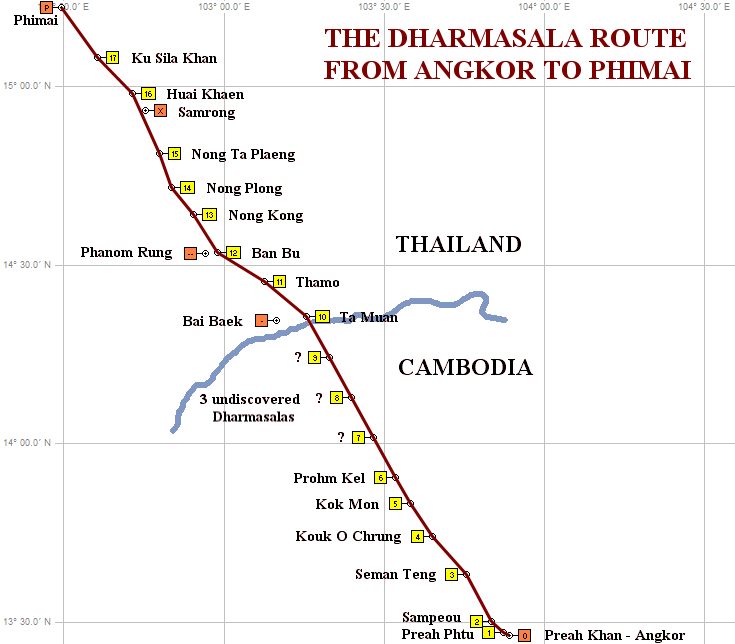 103° 00.0' E
103° 30.0' E
104° 00.0' E
104° 30.0' E
P
Phimai
THE DHARMASALA ROUTE
FROM ANGKOR TO PHIMAI
17 Ku Sila Khan
15° 00.0' N
16 Huai Khaen
X Samrong
15 Nong Ta Plaeng
14 Nong Plong
13 Nong Kong
THAILAND
Phanom Rung --
12 Ban Bu
14° 30.0' N
11 Thamo
Bai Baek -
10 Ta Muan
? 9
CAMBODIA
3 undiscovered
Dharmasalas
? 8
? 7
14° 00.0' N
Prohm Kel 6
Kok Mon 5
Kouk O Chrung 4
Seman Teng 3
13° 30.0' N
Sampeou 2
Preah Phtu 1
0 Preah Khan - Angkor